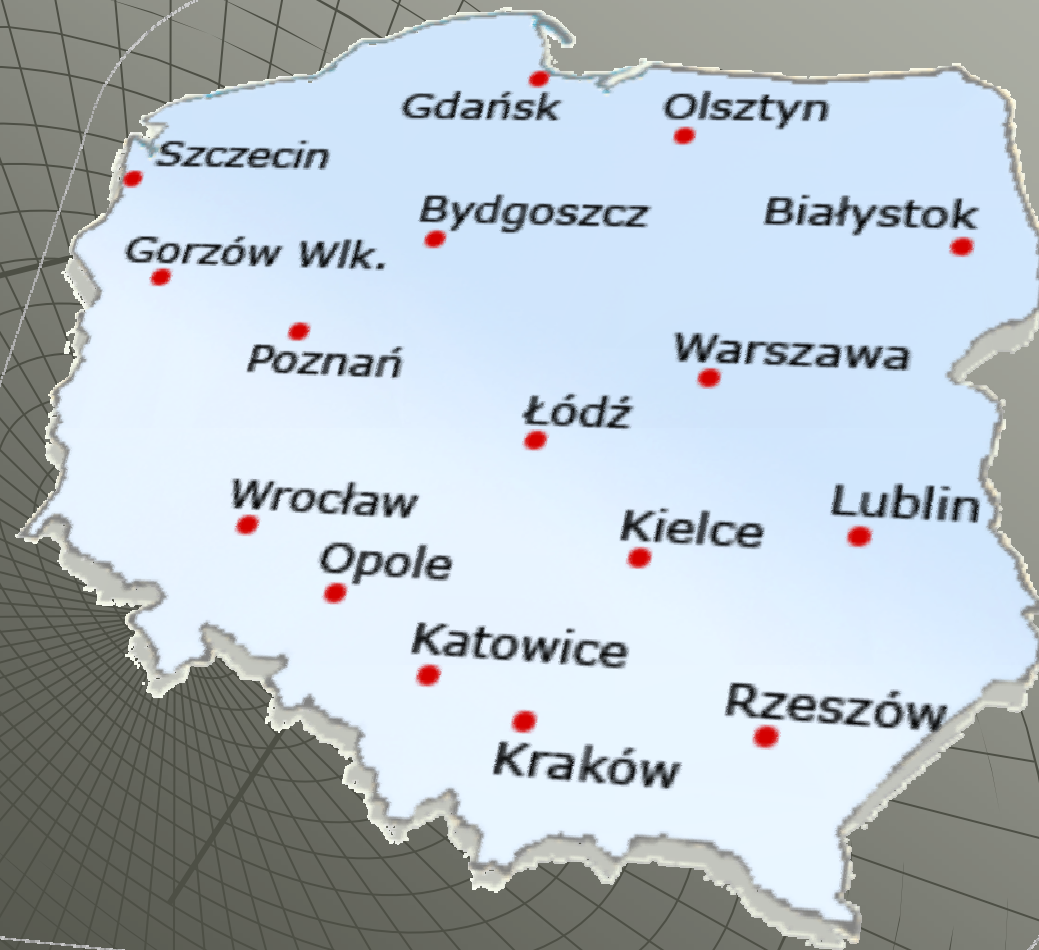 Gdańsk
Olsztyn
Szczecin
Bydgoszcz
Białystok
Gorzów Wlk.
Warszawa
Poznań
Łódź
Wrocław
Lublin
Kielce
Opole
Katowice
Rzeszów
Kraków